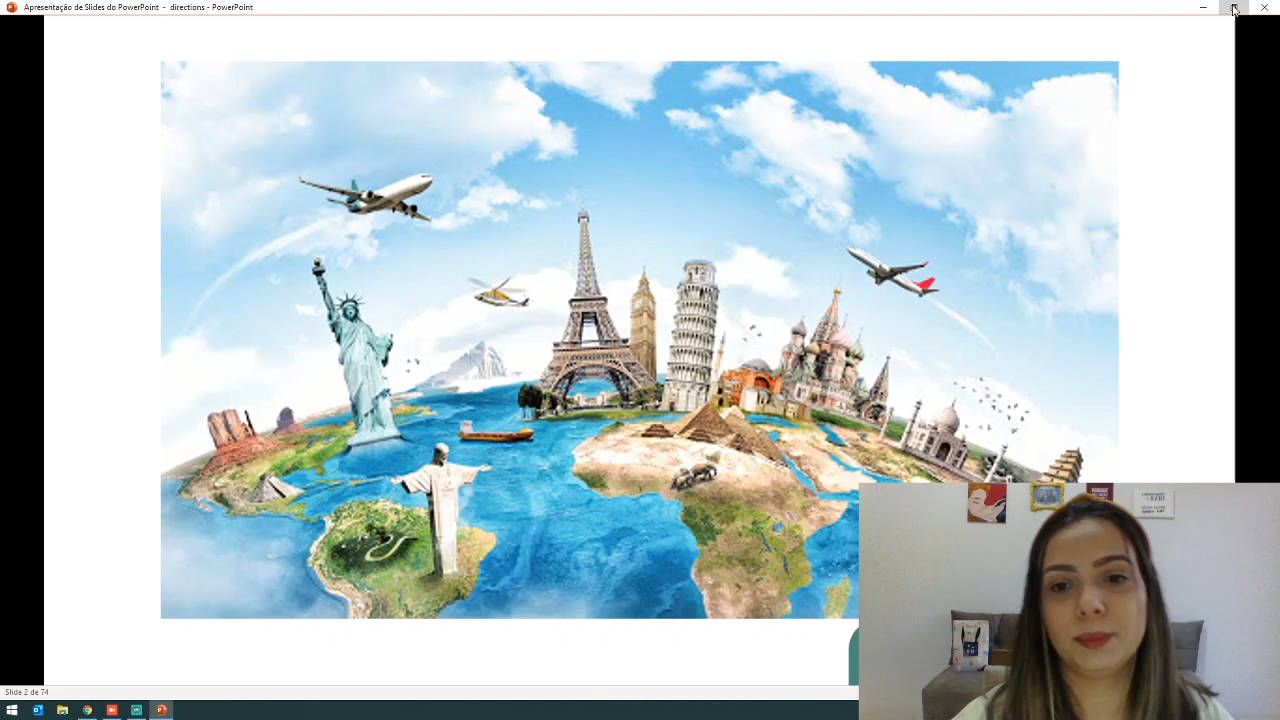 Apresentação de Slides do PowerPoint - directions - PowerPoint
Slide 2 de 74